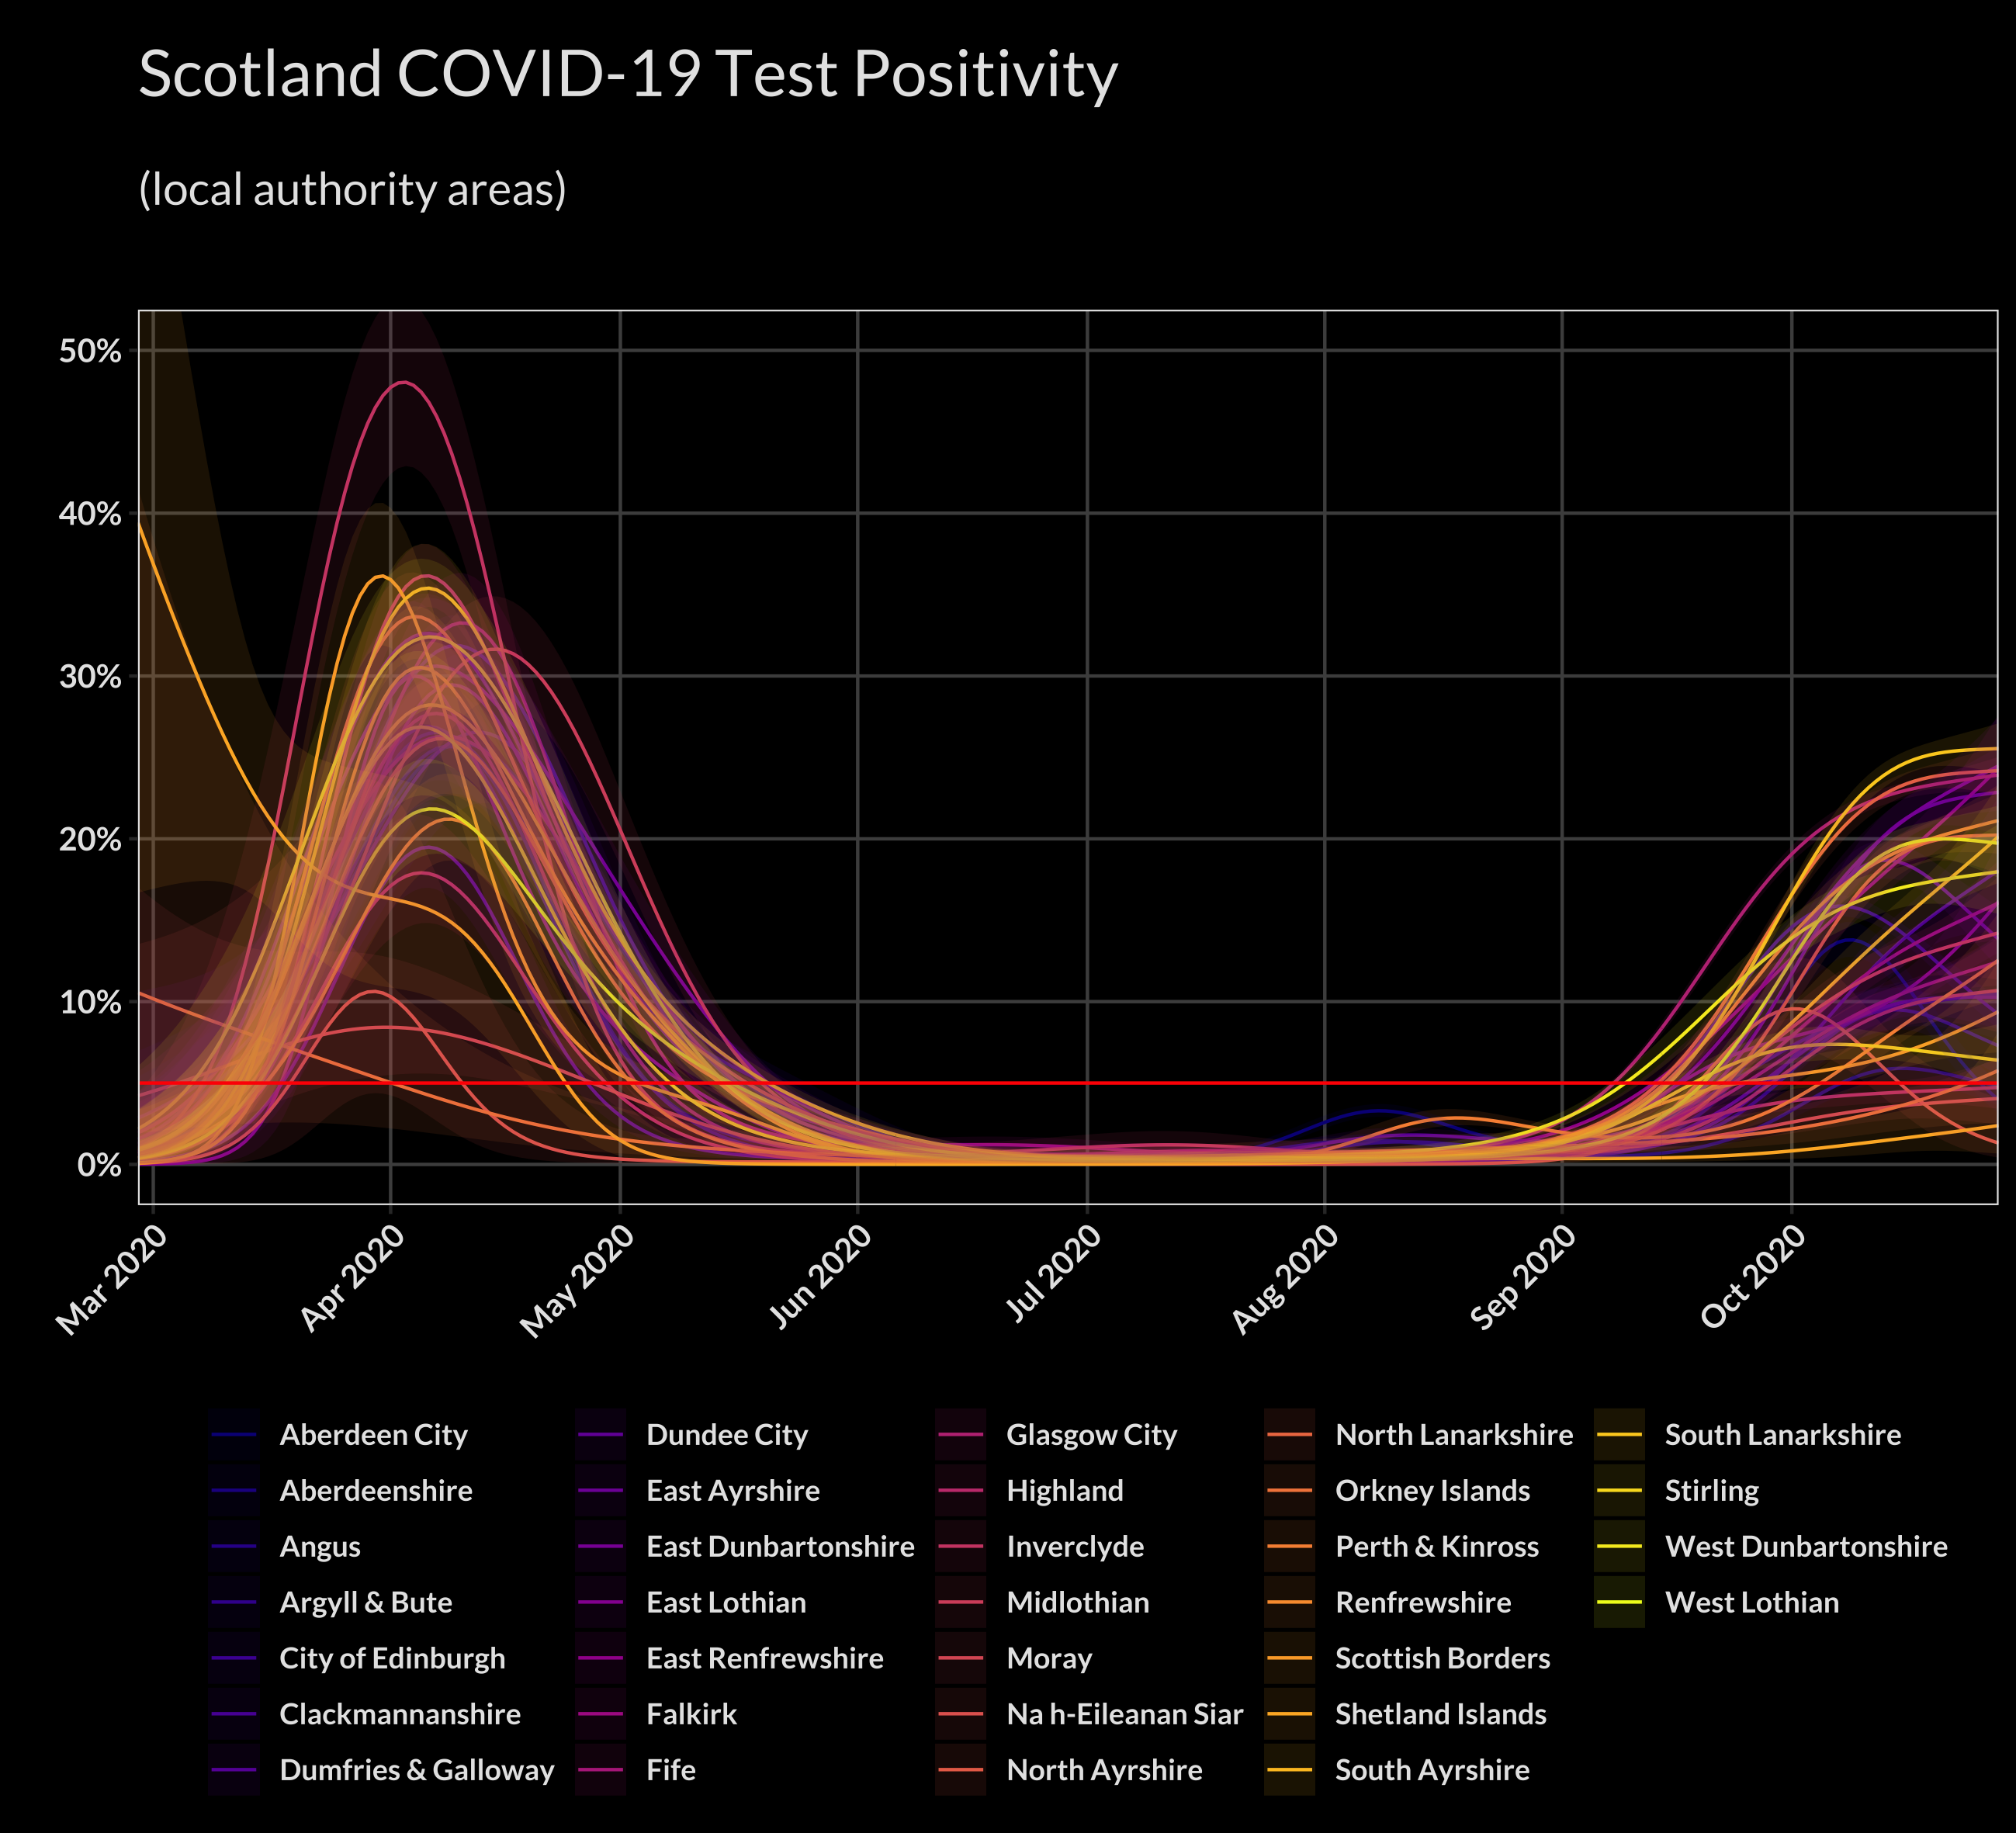 Scotland COVID-19 Test Positivity
(local authority areas)
50%
40%
30%
20%
10%
0%
Mar 2020
Apr 2020
May 2020
Jun 2020
Jul 2020
Aug 2020
Sep 2020
Oct 2020
Aberdeen City
Aberdeenshire
Angus
Argyll & Bute
City of Edinburgh
Clackmannanshire
Dumfries & Galloway
Dundee City
East Ayrshire
East Dunbartonshire
East Lothian
East Renfrewshire
Falkirk
Fife
Glasgow City
Highland
Inverclyde
Midlothian
Moray
Na h-Eileanan Siar
North Ayrshire
North Lanarkshire
Orkney Islands
Perth & Kinross
Renfrewshire
Scottish Borders
Shetland Islands
South Ayrshire
South Lanarkshire
Stirling
West Dunbartonshire
West Lothian